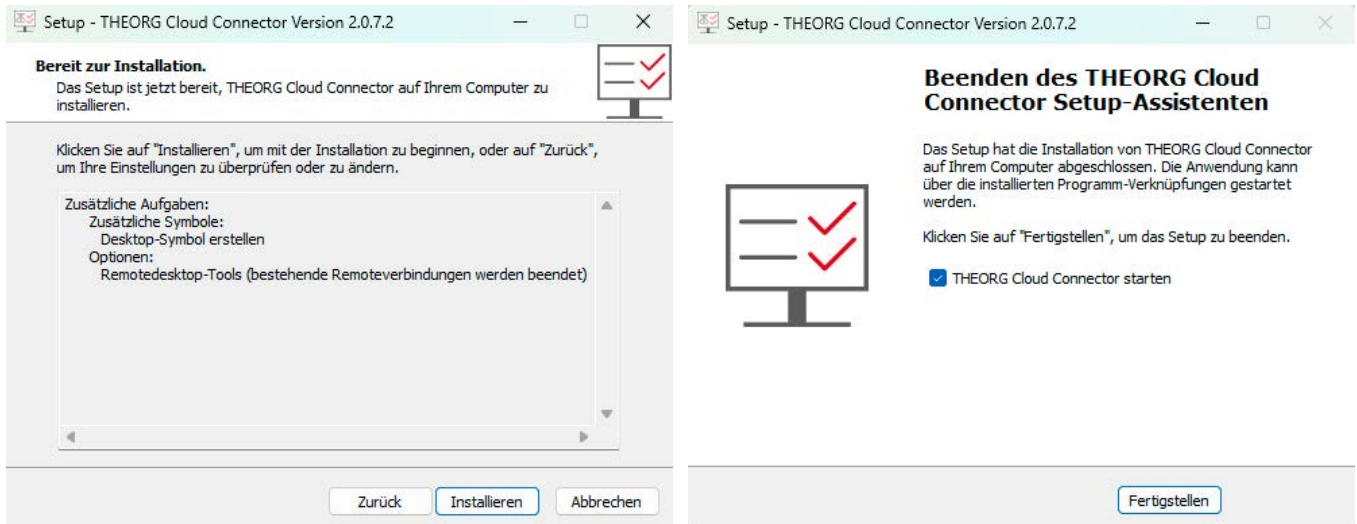 Setup - THEORG Cloud Connector Version 2.0.7.2
Bereit zur Installation.
Das Setup ist jetzt bereit, THEORG Cloud Connector auf Ihrem Computer zu
installieren.
Klicken Sie auf "Installieren", um mit der Installation zu beginnen, oder auf "Zurück",
um Ihre Einstellungen zu überprüfen oder zu ändern.
Zusätzliche Aufgaben:
Zusätzliche Symbole:
Desktop-Symbol erstellen
Optionen:
Remotedesktop-Tools (bestehende Remoteverbindungen werden beendet)
Zurück
Installieren
Abbrechen
Setup - THEORG Cloud Connector Version 2.0.7.2
Beenden des THEORG Cloud
Connector Setup-Assistenten
Das Setup hat die Installation von THEORG Cloud Connector
auf Ihrem Computer abgeschlossen. Die Anwendung kann
über die installierten Programm-Verknüpfungen gestartet
werden.
Klicken Sie auf "Fertigstellen", um das Setup zu beenden.
THEORG Cloud Connector starten
Fertigstellen